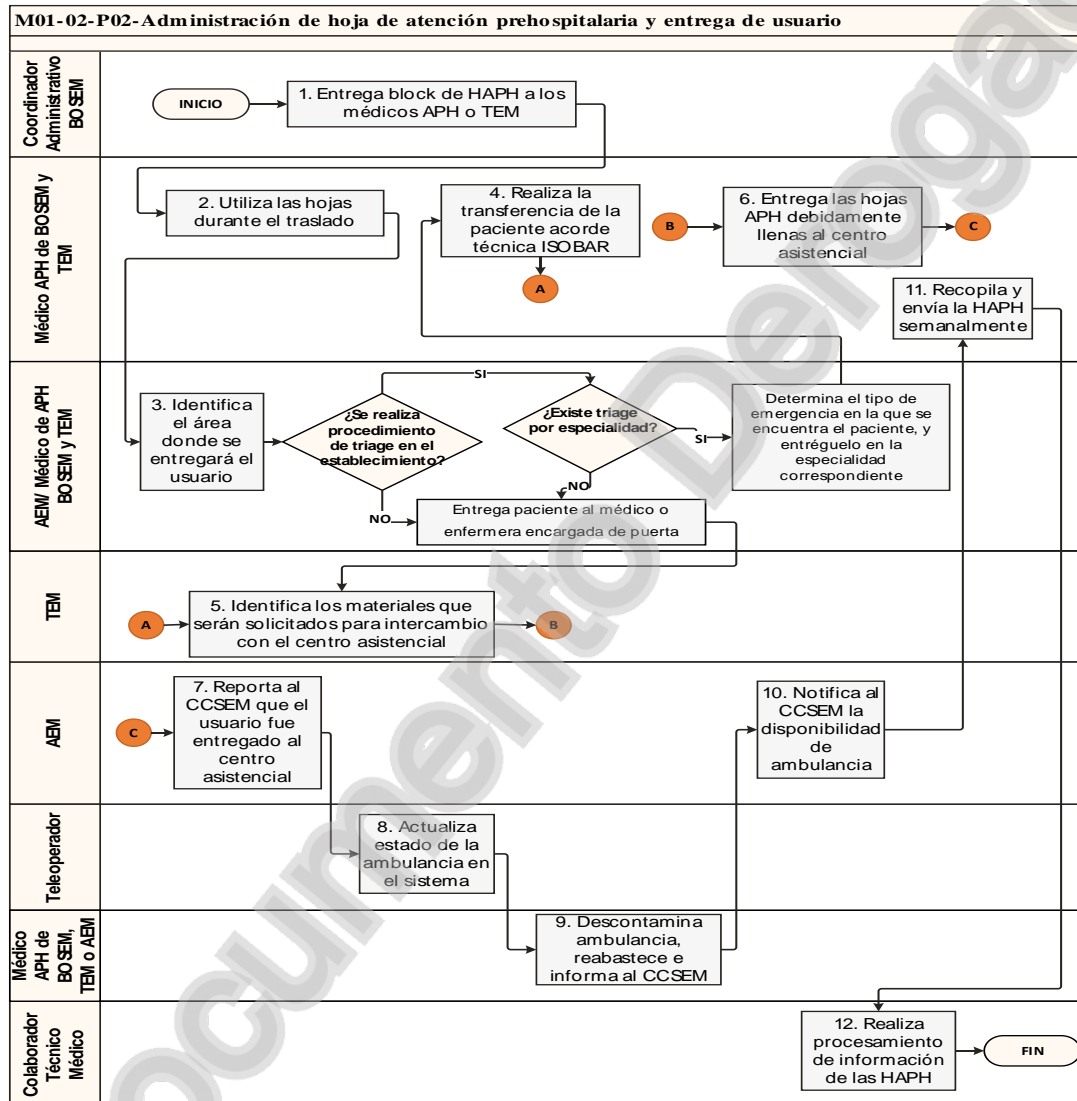 M01-02-P02-Administración de hoja de atención prehospitalaria y entrega de usuario
Coordinador
Administrativo
BOSEM
INICIO
1. Entrega block de HAPH a los
médicos APH o TEM
Médico APH de BOSEM y
TEM
2. Utiliza las hojas
durante el traslado
4. Realiza la
transferencia de la
paciente acorde
técnica ISOBAR
A
B
6. Entrega las hojas
APH debidamente
llenas al centro
asistencial
C
11. Recopila y
envía la HAPH
semanalmente
AEM/ Médico de APH
BOSEM y TEM
3. Identifica
el área
donde se
entregará el
usuario
¿Se realiza
procedimiento
de triage en el
establecimiento?
SI
NO
¿Existe triage
por especialidad?
SI
NO
Determina el tipo de
emergencia en la que se
encuentra el paciente, y
entréguelo en la
especialidad
correspondiente
Entrega paciente al médico o
enfermera encargada de puerta
TEM
A
5. Identifica los materiales que
serán solicitados para intercambio
con el centro asistencial
B
AEM
C
7. Reporta al
CCSEM que el
usuario fue
entregado al
centro
asistencial
10. Notifica al
CCSEM la
disponibilidad
de
ambulancia
Teleoperador
8. Actualiza
estado de la
ambulancia en
el sistema
Médico
APH de
BOSEM,
TEM o AEM
9. Descontamina
ambulancia,
reabastece e
informa al CCSEM
Colaborador
Técnico
Médico
12. Realiza
procesamiento
de información
de las HAPH
FIN
ocumento Derogad